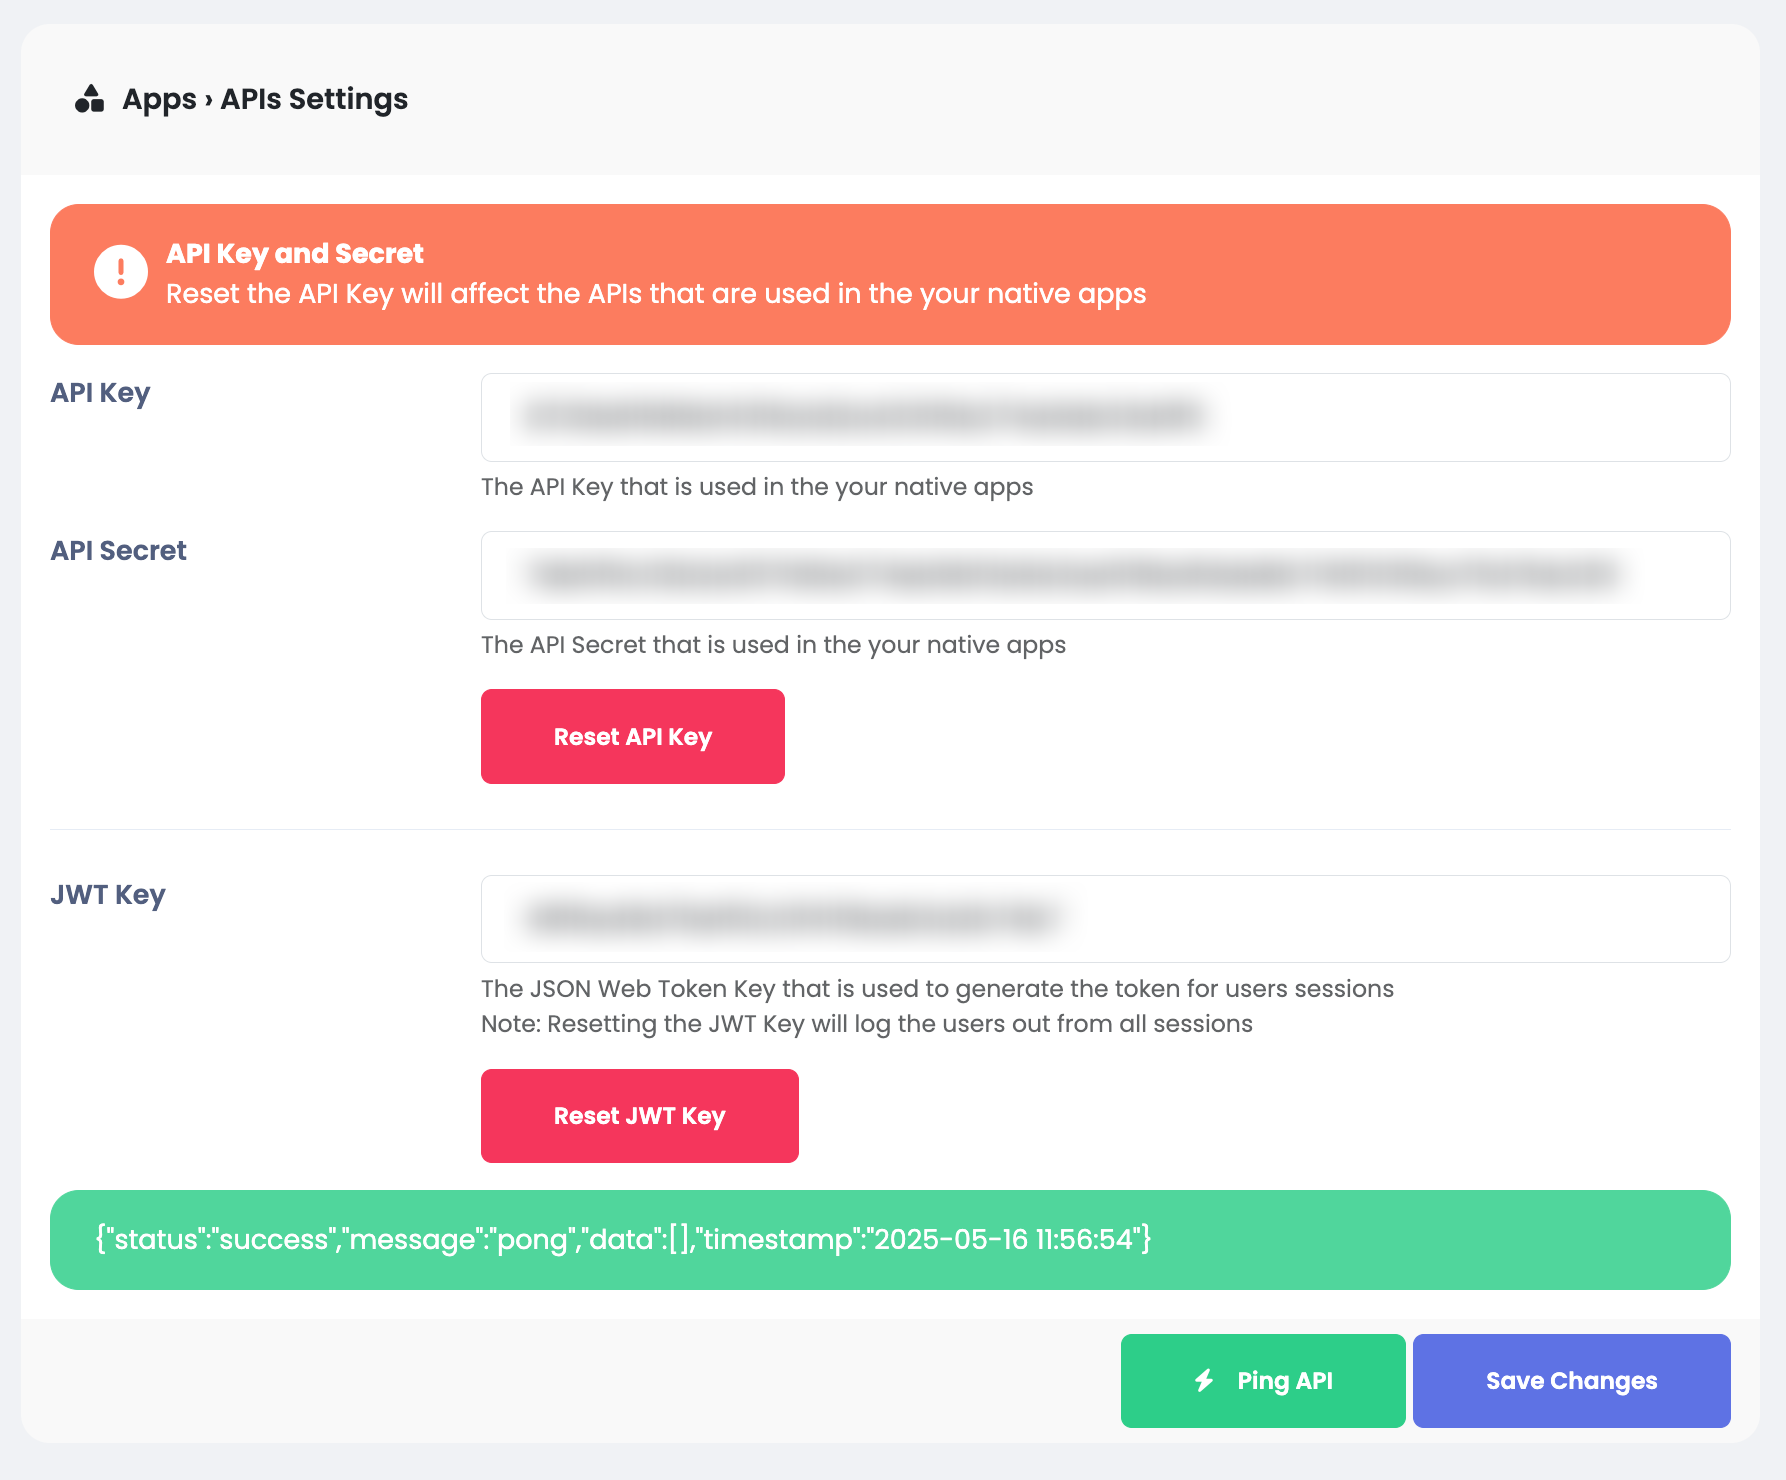 Apps › APIs Settings
API Key and Secret
Reset the API Key will affect the APIs that are used in the your native apps
API Key
The API Key that is used in the your native apps
API Secret
The API Secret that is used in the your native apps
Reset API Key
JWT Key
The JSON Web Token Key that is used to generate the token for users sessions
Note: Resetting the JWT Key will log the users out from all sessions
Reset JWT Key
{"status":"success","message":"pong","data":[],"timestamp":"2025-05-16 11:56:54"}
Ping API
Save Changes